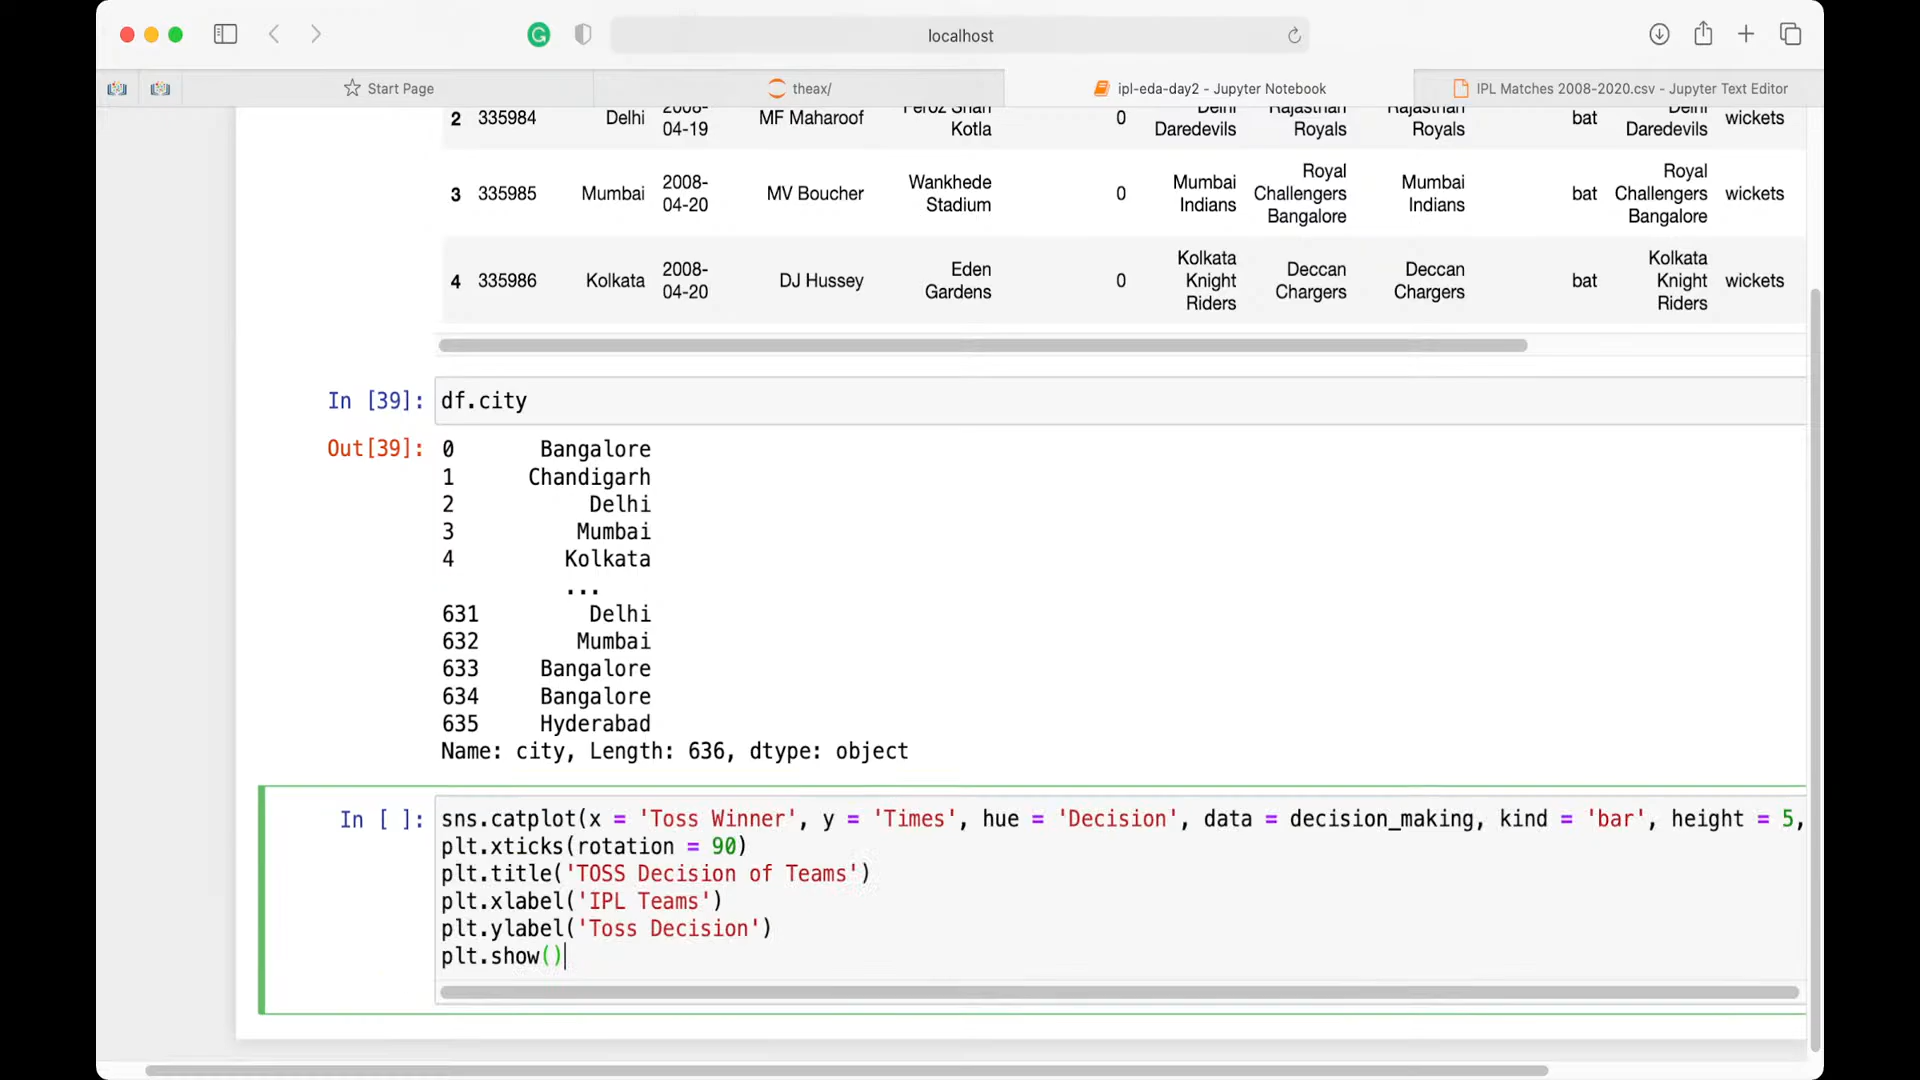 localhost
Start Page
theax/
ipl-eda-day2 - Jupyter Notebook
IPL Matches 2008-2020.csv - Jupyter Text Editor
2 335984 Delhi 2008-04-19 MF Maharoof Feroz Shah Kotla 0 Delhi Daredevils Rajasthan Royals Rajasthan Royals bat Delhi Daredevils wickets
3 335985 Mumbai 2008-04-20 MV Boucher Wankhede Stadium 0 Mumbai Indians Royal Challengers Bangalore Mumbai Indians bat Royal Challengers Bangalore wickets
4 335986 Kolkata 2008-04-20 DJ Hussey Eden Gardens 0 Kolkata Knight Riders Deccan Chargers Deccan Chargers bat Kolkata Knight Riders wickets
In [39]: df.city
Out[39]: 0 Bangalore
1 Chandigarh
2 Delhi
3 Mumbai
4 Kolkata
...
631 Delhi
632 Mumbai
633 Bangalore
634 Bangalore
635 Hyderabad
Name: city, Length: 636, dtype: object
In [ ]: sns.catplot(x = 'Toss Winner', y = 'Times', hue = 'Decision', data = decision_making, kind = 'bar', height = 5,
plt.xticks(rotation = 90)
plt.title('TOSS Decision of Teams')
plt.xlabel('IPL Teams')
plt.ylabel('Toss Decision')
plt.show()